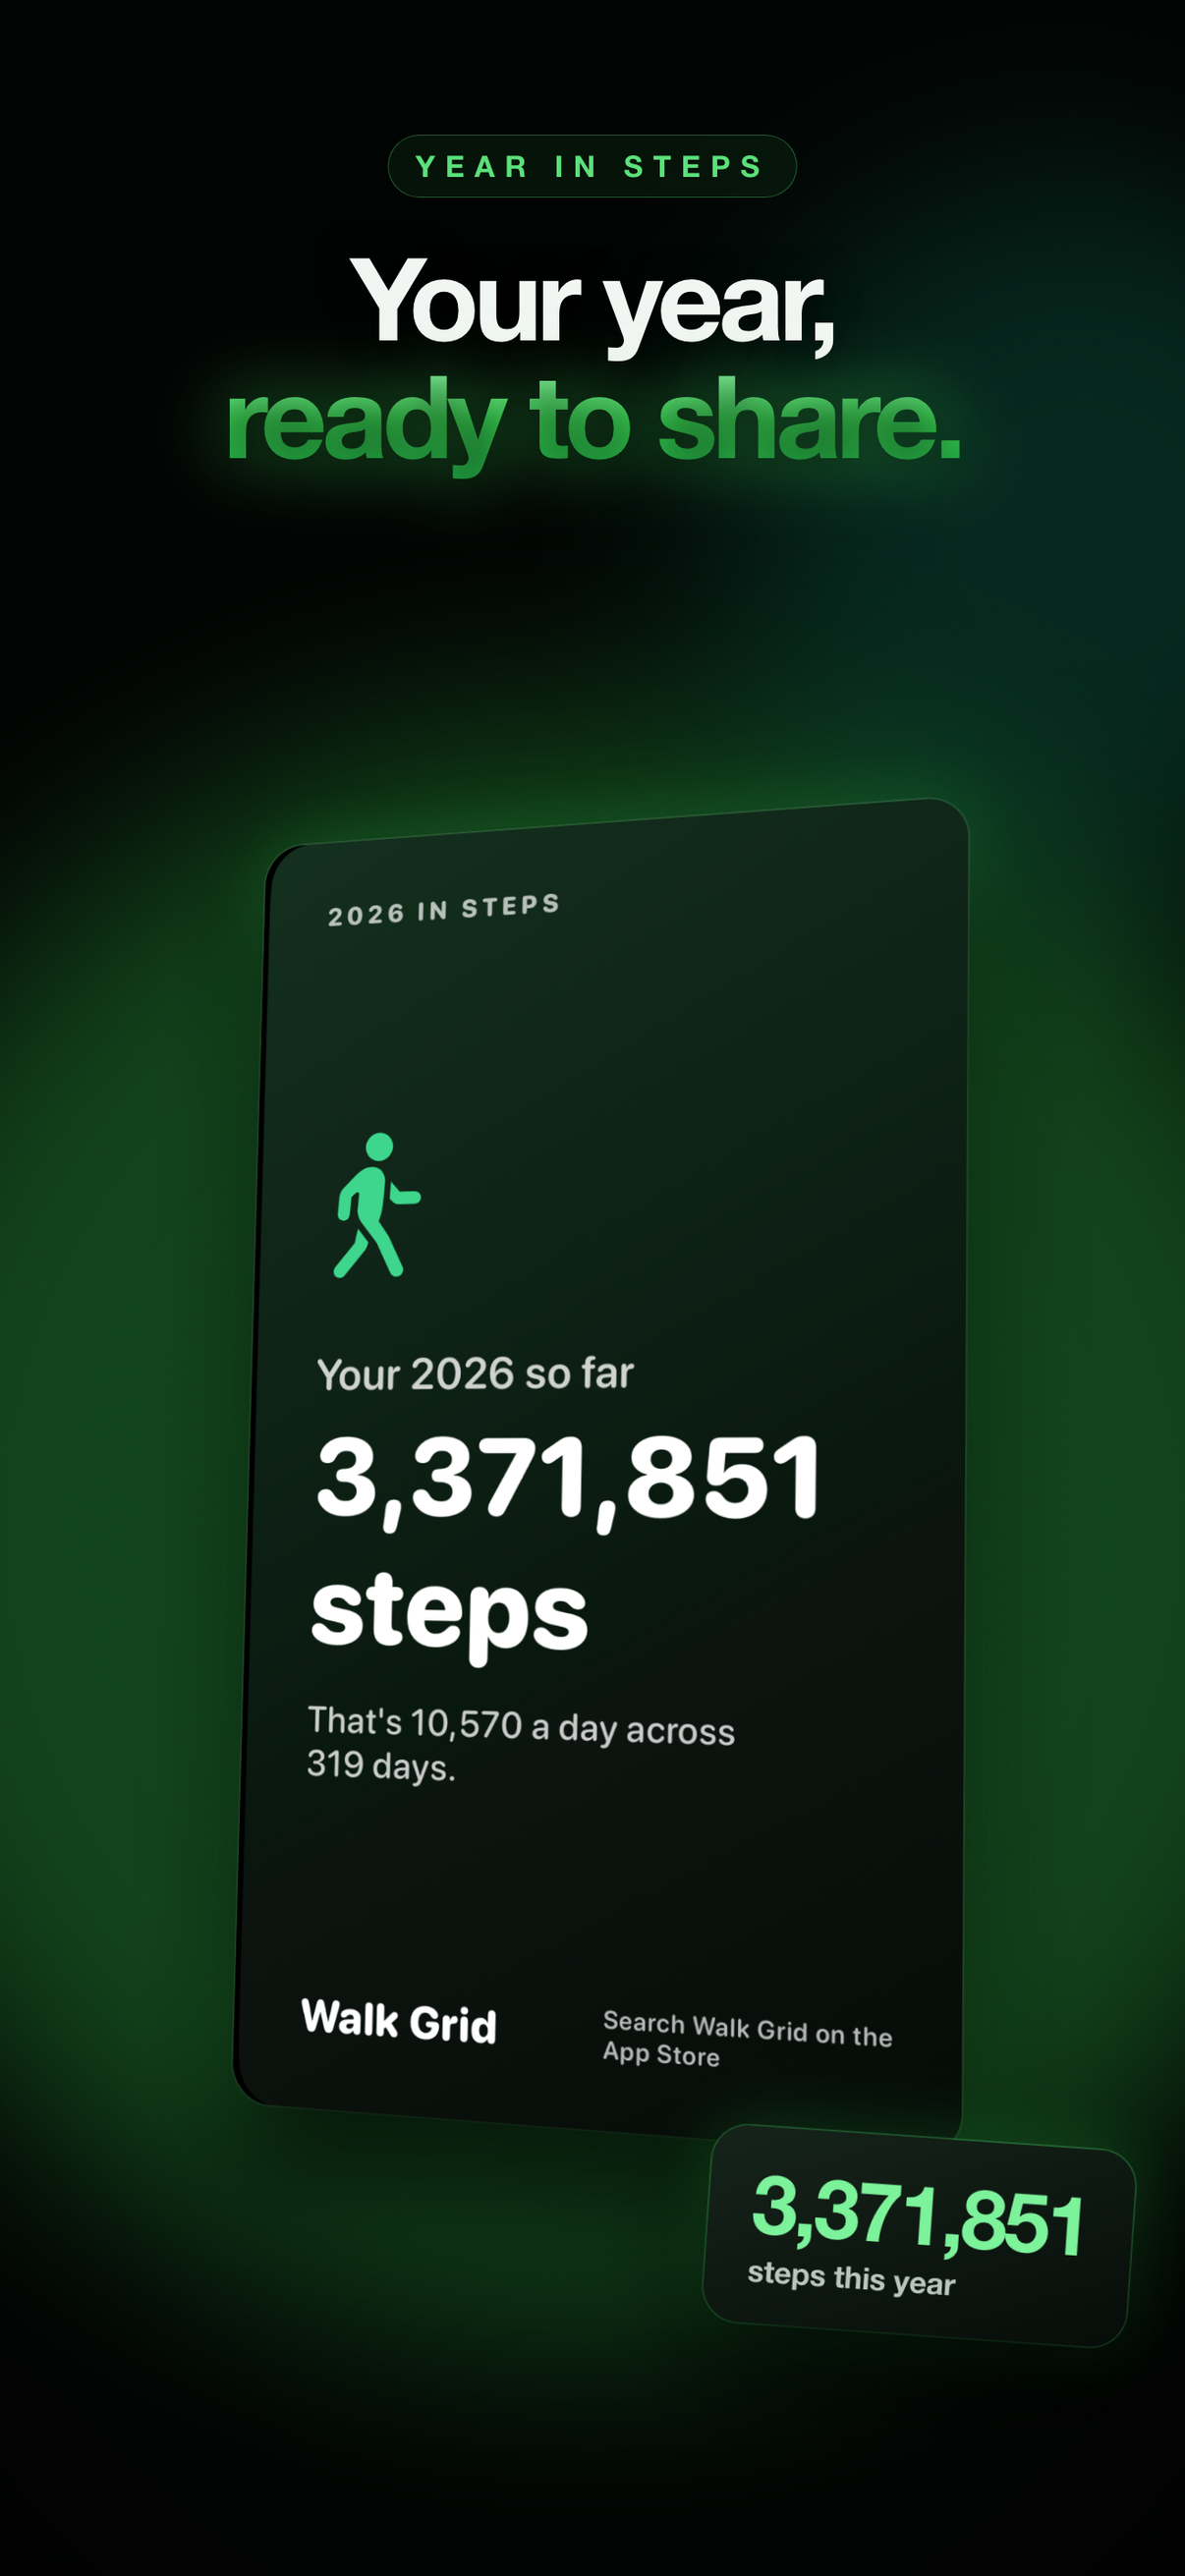 YEAR IN STEPS
Your year,
ready to share.
2026 IN STEPS
Your 2026 so far
3,371,851
steps
That's 10,570 a day across
319 days.
Walk Grid
Search Walk Grid on the
App Store
3,371,851
steps this year